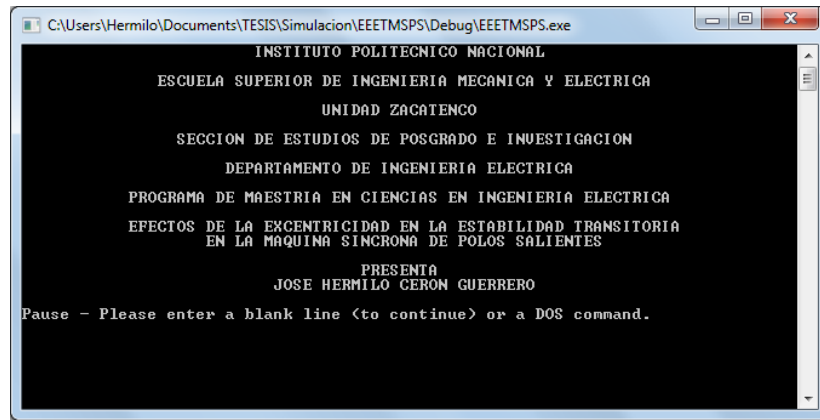 C:\Users\Hermilo\Documents\TESIS\Simulacion\EEETMSPS\Debug\EEETMSPS.exe
INSTITUTO POLITECNICO NACIONAL
ESCUELA SUPERIOR DE INGENIERIA MECANICA Y ELECTRICA
UNIDAD ZACATENCO
SECCION DE ESTUDIOS DE POSGRADO E INVESTIGACION
DEPARTAMENTO DE INGENIERIA ELECTRICA
PROGRAMA DE MAESTRIA EN CIENCIAS EN INGENIERIA ELECTRICA
EFECTOS DE LA EXCENTRICIDAD EN LA ESTABILIDAD TRANSITORIA
EN LA MAQUINA SINCRONA DE POLOS SALIENTES
PRESENTA
JOSE HERMILO CERON GUERRERO
Pause - Please enter a blank line (to continue) or a DOS command.